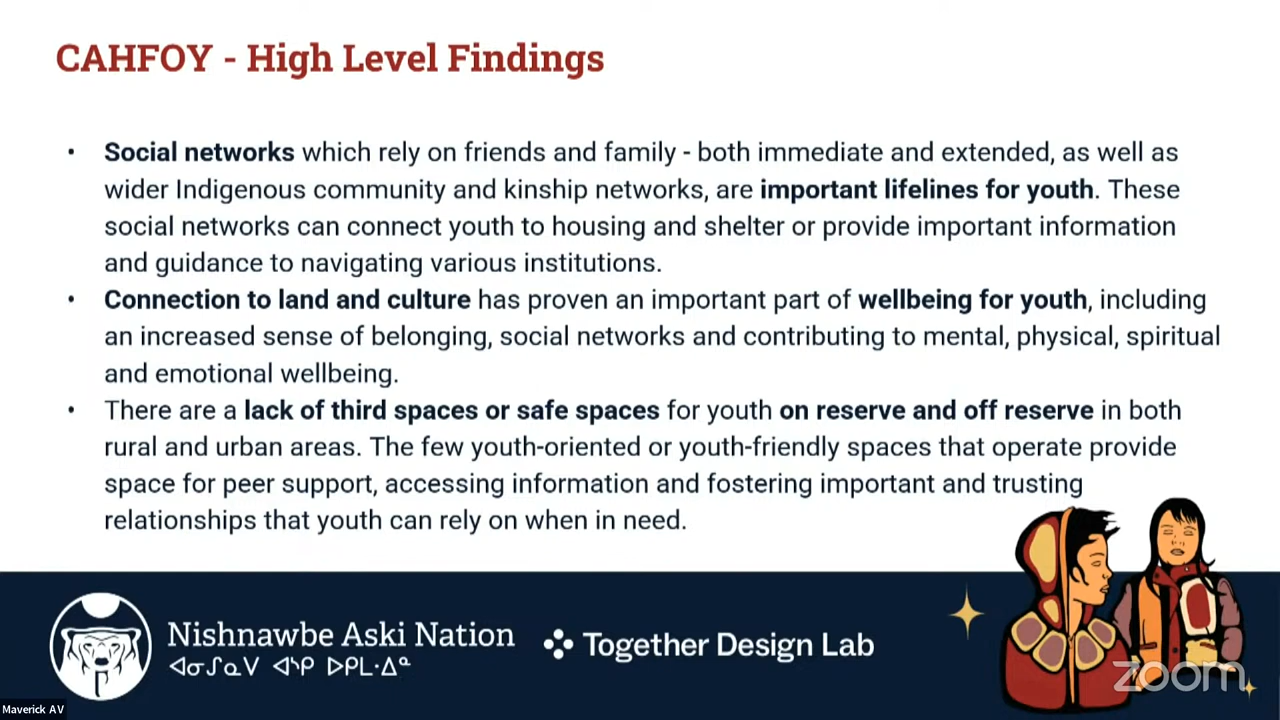 CAHFOY - High Level Findings
• Social networks which rely on friends and family - both immediate and extended, as well as
wider Indigenous community and kinship networks, are important lifelines for youth. These
social networks can connect youth to housing and shelter or provide important information
and guidance to navigating various institutions.
• Connection to land and culture has proven an important part of wellbeing for youth, including
an increased sense of belonging, social networks and contributing to mental, physical, spiritual
and emotional wellbeing.
• There are a lack of third spaces or safe spaces for youth on reserve and off reserve in both
rural and urban areas. The few youth-oriented or youth-friendly spaces that operate provide
space for peer support, accessing information and fostering important and trusting
relationships that youth can rely on when in need.
Nishnawbe Aski Nation
ᐊᓂᔑᓇᐯ ᐊᔅᑭ ᐅᑭᒪᐧᐃᓐ
Together Design Lab
zoom
Maverick AV